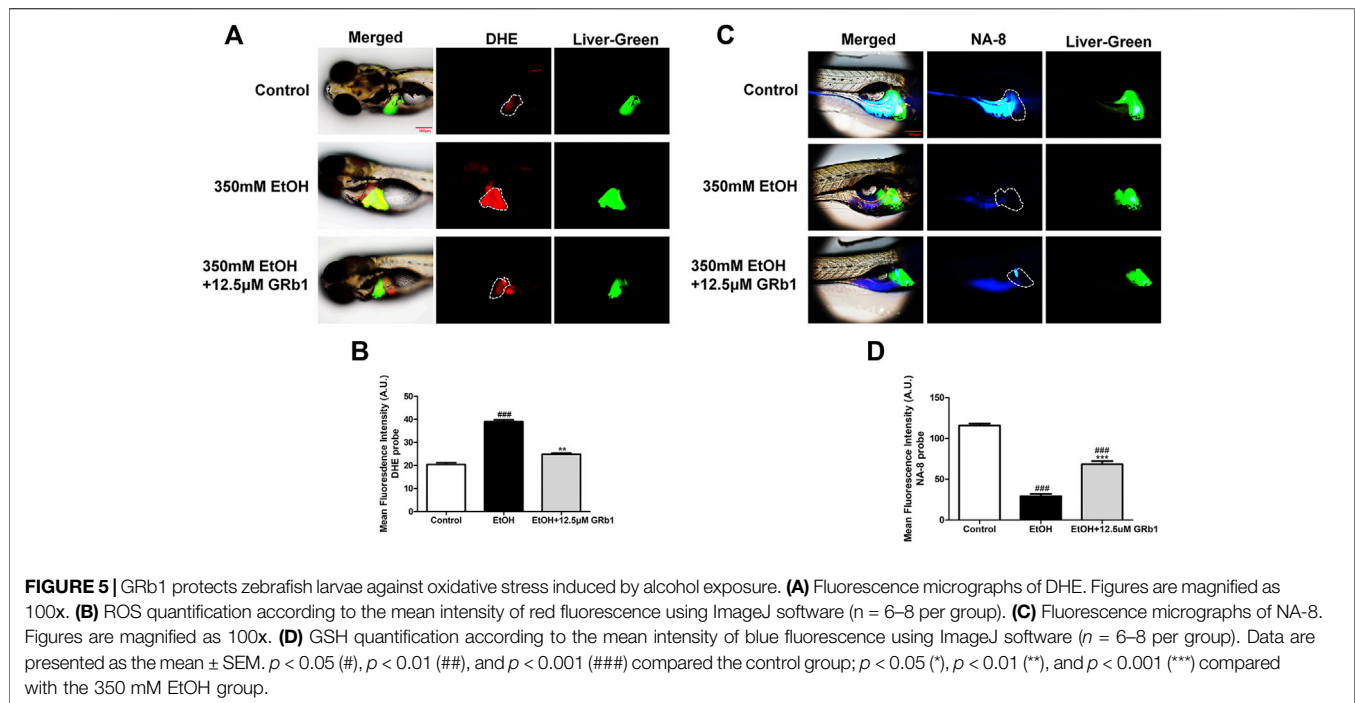 A
Merged
DHE
Liver-Green
Control
350mM EtOH
350mM EtOH
+12.5µM GRb1
C
Merged
NA-8
Liver-Green
Control
350mM EtOH
350mM EtOH
+12.5µM GRb1
B
Mean Fluoresdence Intensity (A.U.)
DHE probe
50
40
30
20
10
0
###
**
Control
EtOH
EtOH+12.5µM GRb1
D
Mean Fluorescence Intensity (A.U.)
NA-8 probe
150
100
50
0
###
###
***
Control
EtOH
EtOH+12.5uM GRb1
FIGURE 5 | GRb1 protects zebrafish larvae against oxidative stress induced by alcohol exposure. (A) Fluorescence micrographs of DHE. Figures are magnified as
100x. (B) ROS quantification according to the mean intensity of red fluorescence using ImageJ software (n = 6–8 per group). (C) Fluorescence micrographs of NA-8.
Figures are magnified as 100x. (D) GSH quantification according to the mean intensity of blue fluorescence using ImageJ software (n = 6–8 per group). Data are
presented as the mean ± SEM. p < 0.05 (#), p < 0.01 (##), and p < 0.001 (###) compared the control group; p < 0.05 (*), p < 0.01 (**), and p < 0.001 (***) compared
with the 350 mM EtOH group.